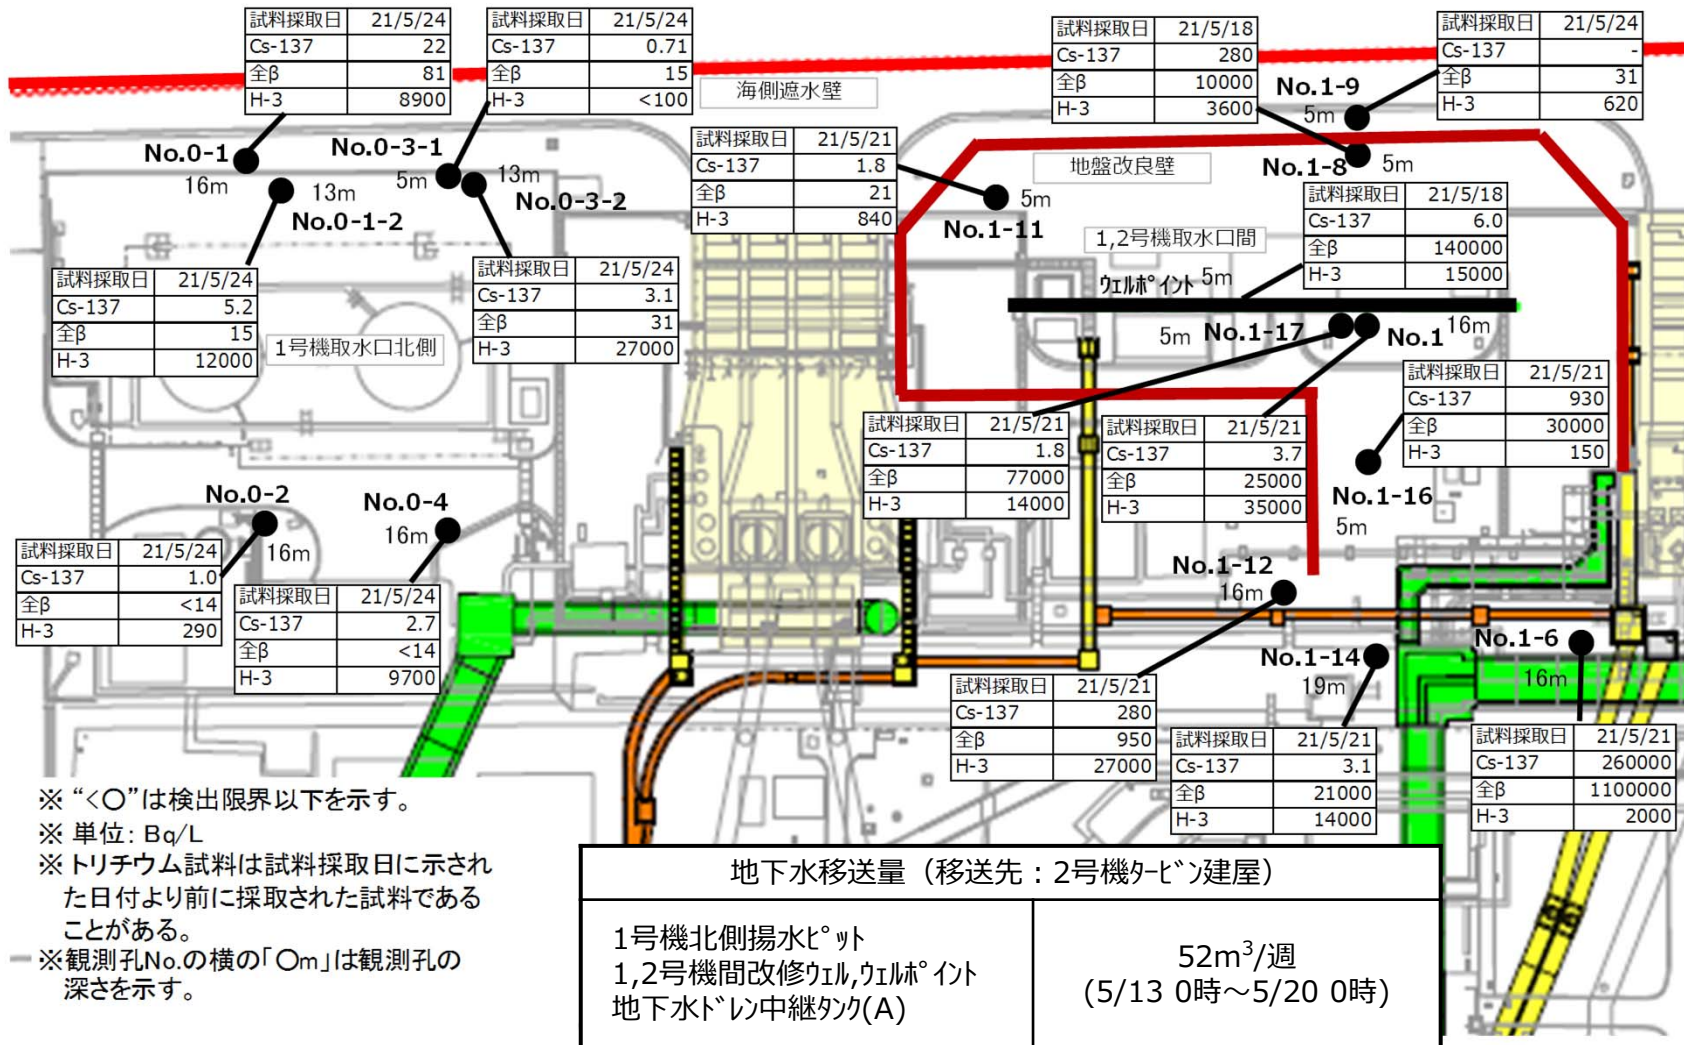 試料採取日 21/5/24
Cs-137 22
全β 81
H-3 8900
試料採取日 21/5/24
Cs-137 0.71
全β 15
H-3 <100
海側遮水壁
試料採取日 21/5/18
Cs-137 280
全β 10000
H-3 3600
試料採取日 21/5/24
Cs-137 -
全β 31
H-3 620
No.1-9
5m
No.0-1
16m
No.0-3-1
5m
13m
No.0-3-2
13m
No.0-1-2
試料採取日 21/5/21
Cs-137 1.8
全β 21
H-3 840
5m
No.1-11
地盤改良壁
No.1-8
5m
試料採取日 21/5/18
Cs-137 6.0
全β 140000
H-3 15000
1,2号機取水口間
ウェルポイント 5m
試料採取日 21/5/24
Cs-137 5.2
全β 15
H-3 12000
1号機取水口北側
試料採取日 21/5/24
Cs-137 3.1
全β 31
H-3 27000
5m
No.1-17
No.1
16m
試料採取日 21/5/21
Cs-137 930
全β 30000
H-3 150
試料採取日 21/5/21
Cs-137 1.8
全β 77000
H-3 14000
試料採取日 21/5/21
Cs-137 3.7
全β 25000
H-3 35000
No.1-16
5m
No.0-2
16m
No.0-4
16m
試料採取日 21/5/24
Cs-137 1.0
全β <14
H-3 290
試料採取日 21/5/24
Cs-137 2.7
全β <14
H-3 9700
No.1-12
16m
No.1-14
19m
No.1-6
16m
試料採取日 21/5/21
Cs-137 280
全β 950
H-3 27000
試料採取日 21/5/21
Cs-137 3.1
全β 21000
H-3 14000
試料採取日 21/5/21
Cs-137 260000
全β 1100000
H-3 2000
※ “<〇”は検出限界以下を示す。
※ 単位: Bq/L
※ トリチウム試料は試料採取日に示され
た日付より前に採取された試料である
ことがある。
※観測孔No.の横の「〇m」は観測孔の
深さを示す。
地下水移送量（移送先：2号機タービン建屋）
1号機北側揚水ピット
1,2号機間改修ウェル,ウェルポイント
地下水ドレン中継タンク(A)
52m³/週
(5/13 0時～5/20 0時)